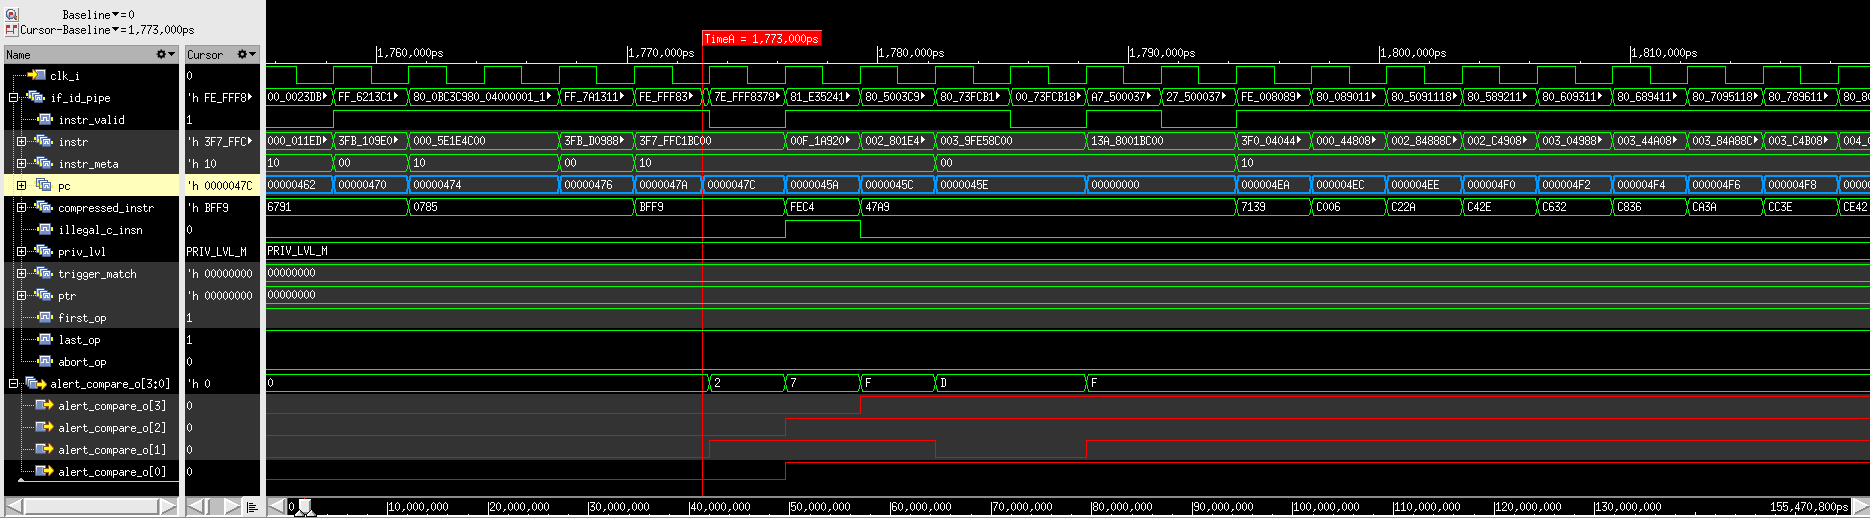 Baseline▼=0
Cursor-Baseline▼=1,773,000ps
TimeA = 1,773,000ps
Name Cursor 1,760,000ps 1,770,000ps 1,780,000ps 1,790,000ps 1,800,000ps 1,810,000ps
clk_i 0
if_id_pipe 'h FE_FFF8 00_0023DB FF_6213C1 80_0BC3C980_04000001_1 FF_7A1311 FE_FFF83 7E_FFF8378 81_E35241 80_5003C9 80_73FCB1 00_73FCB18 A7_500037 27_500037 FE_008089 80_089011 80_5091118 80_589211 80_609311 80_689411 80_7095118 80_789611 80_8
instr_valid 1
instr 'h 3F7_FFC 000_011ED 3FB_109E0 000_5E1E4C00 3FB_D0988 3F7_FFC1BC00 00F_1A920 002_801E4 003_9FE58C00 13A_8001BC00 3F0_04044 000_44808 002_84888C 002_C4908 003_04988 003_44A08 003_84A88C 003_C4B08 004_
instr_meta 'h 10 10 00 10 00 10 00 10
pc 'h 0000047C 00000462 00000470 00000474 00000476 0000047A 0000047C 0000045A 0000045C 0000045E 00000000 000004EA 000004EC 000004EE 000004F0 000004F2 000004F4 000004F6 000004F8 0000
compressed_instr 'h BFF9 6791 0785 BFF9 FEC4 47A9 7139 C006 C22A C42E C632 C836 CA3A CC3E CE42
illegal_c_insn 0
priv_lvl PRIV_LVL_M PRIV_LVL_M
trigger_match 'h 00000000 00000000
ptr 'h 00000000 00000000
first_op 1
last_op 1
abort_op 0
alert_compare_o[3:0] 'h 0 0 2 7 F D F
alert_compare_o[3] 0
alert_compare_o[2] 0
alert_compare_o[1] 0
alert_compare_o[0] 0
0 10,000,000 20,000,000 30,000,000 40,000,000 50,000,000 60,000,000 70,000,000 80,000,000 90,000,000 100,000,000 110,000,000 120,000,000 130,000,000 155,470,800ps